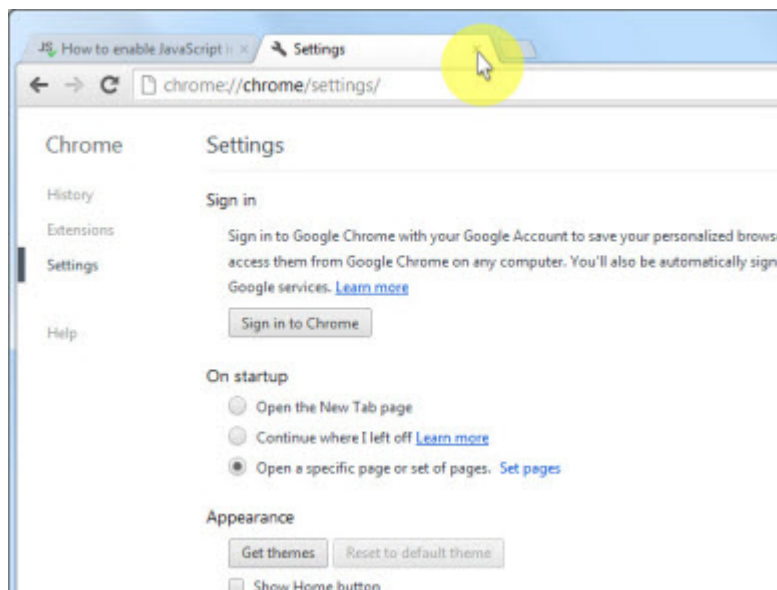 How to enable JavaScript i
Settings
chrome://chrome/settings/
Chrome
Settings
History
Extensions
Settings
Help
Sign in
Sign in to Google Chrome with your Google Account to save your personalized brows
access them from Google Chrome on any computer. You'll also be automatically sign
Google services. Learn more
Sign in to Chrome
On startup
Open the New Tab page
Continue where I left off Learn more
Open a specific page or set of pages. Set pages
Appearance
Get themes
Reset to default theme
Show Home button